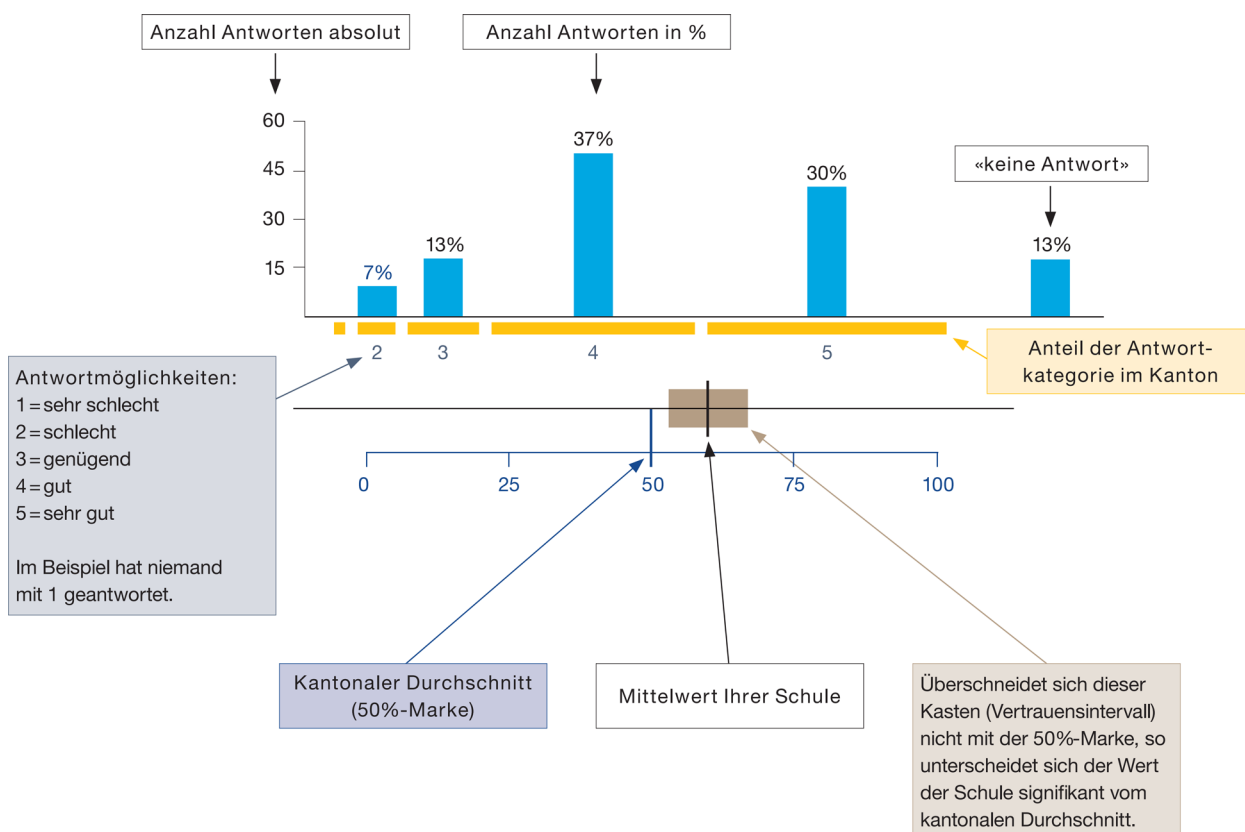 Anzahl Antworten absolut
Anzahl Antworten in %
«keine Antwort»
60
45
30
15
7%
13%
37%
30%
13%
2
3
4
5
Anteil der Antwort-
kategorie im Kanton
Antwortmöglichkeiten:
1=sehr schlecht
2=schlecht
3=genügend
4=gut
5=sehr gut
Im Beispiel hat niemand
mit 1 geantwortet.
0
25
50
75
100
Kantonaler Durchschnitt
(50%-Marke)
Mittelwert Ihrer Schule
Überschneidet sich dieser
Kasten (Vertrauensintervall)
nicht mit der 50%-Marke, so
unterscheidet sich der Wert
der Schule signifikant vom
kantonalen Durchschnitt.